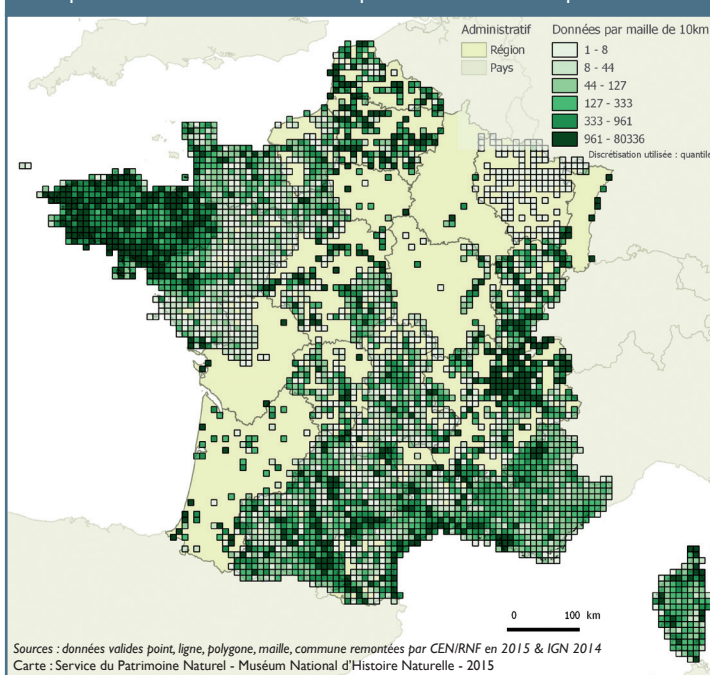 Administratif
Région
Pays
Données par maille de 10km
1 - 8
8 - 44
44 - 127
127 - 333
333 - 961
961 - 80336
Discrétisation utilisée : quantile
0 100 km
Sources : données valides point, ligne, polygone, maille, commune remontées par CEN/RNF en 2015 & IGN 2014
Carte : Service du Patrimoine Naturel - Muséum National d'Histoire Naturelle - 2015